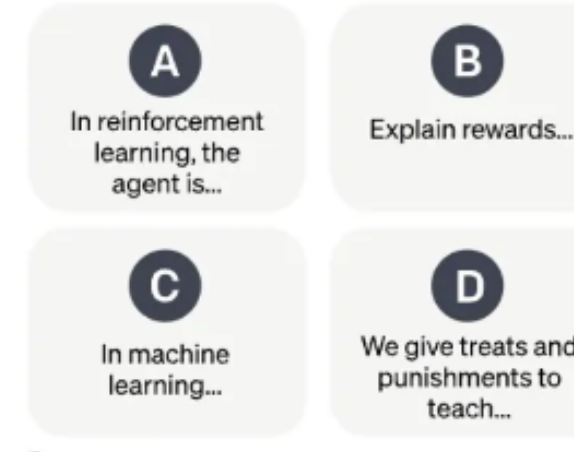 A
In reinforcement
learning, the
agent is...
B
Explain rewards...
C
In machine
learning...
D
We give treats and
punishments to
teach...